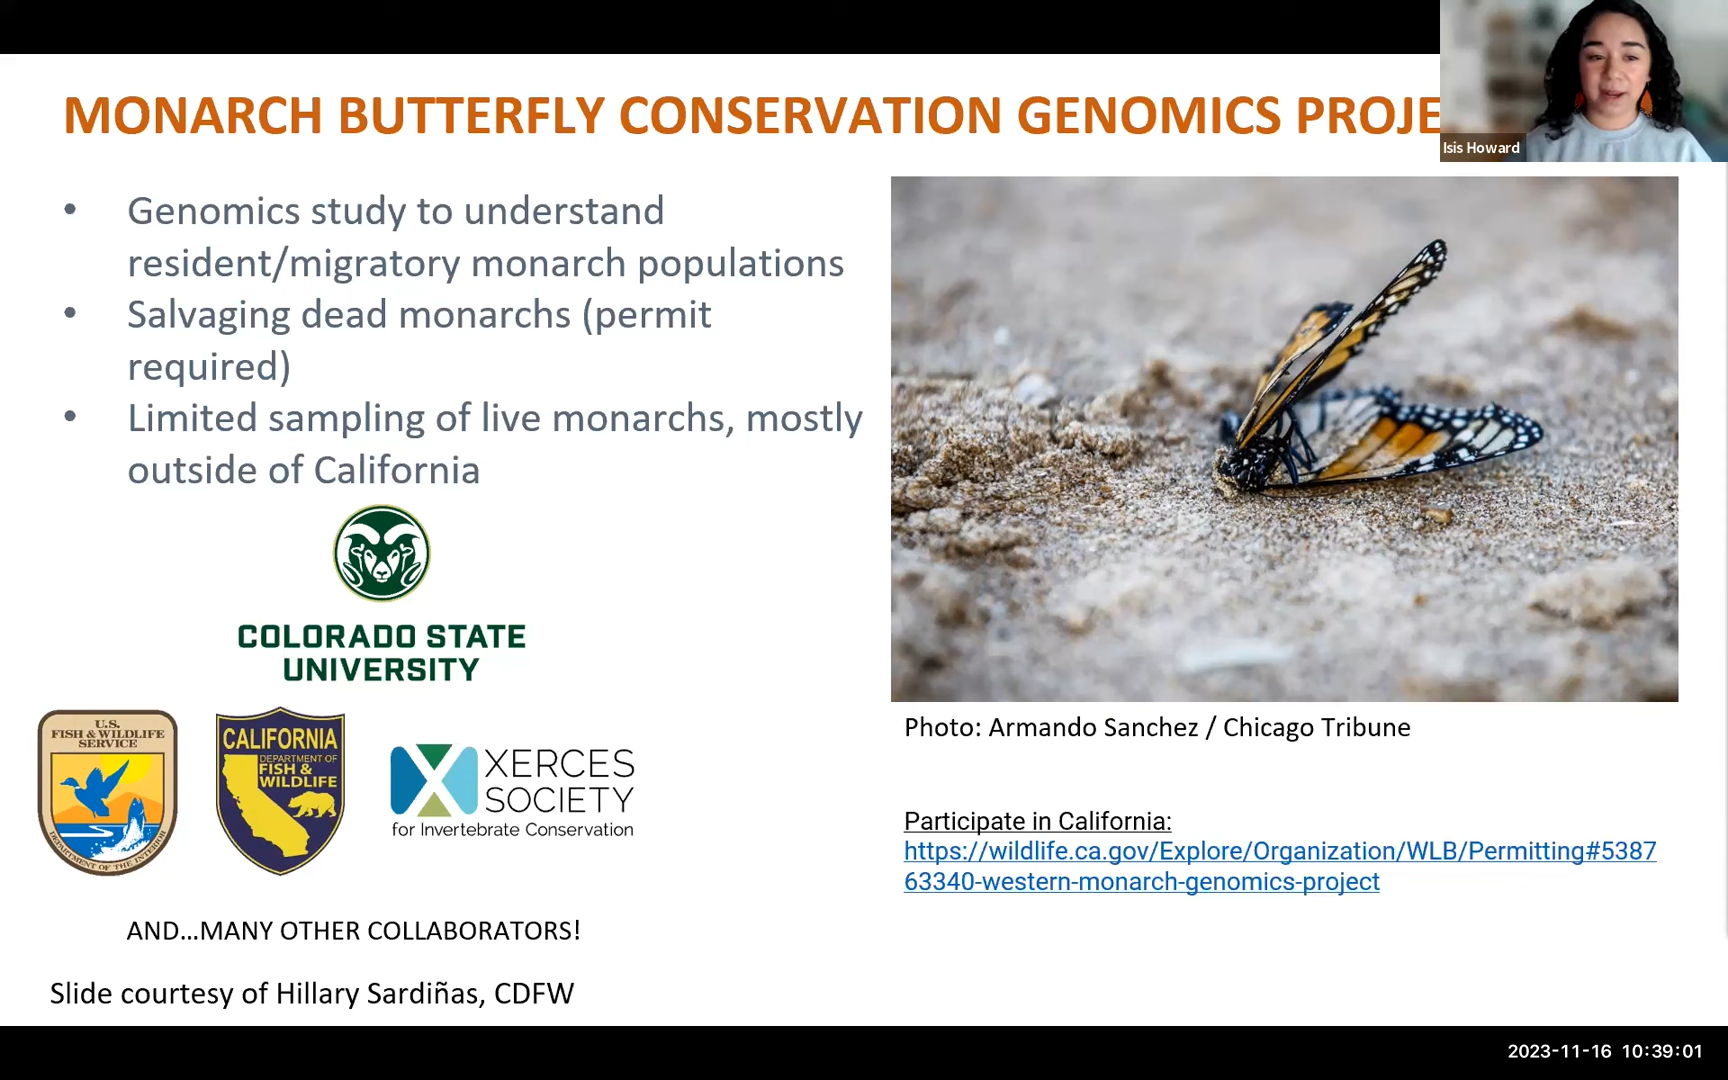 MONARCH BUTTERFLY CONSERVATION GENOMICS PROJE
Isis Howard
• Genomics study to understand
resident/migratory monarch populations
• Salvaging dead monarchs (permit
required)
• Limited sampling of live monarchs, mostly
outside of California
COLORADO STATE
UNIVERSITY
U.S.
FISH & WILDLIFE
SERVICE
DEPARTMENT OF THE INTERIOR
CALIFORNIA
DEPARTMENT OF
FISH &
WILDLIFE
XERCES
SOCIETY
for Invertebrate Conservation
AND...MANY OTHER COLLABORATORS!
Slide courtesy of Hillary Sardiñas, CDFW
Photo: Armando Sanchez / Chicago Tribune
Participate in California:
https://wildlife.ca.gov/Explore/Organization/WLB/Permitting#5387
63340-western-monarch-genomics-project
2023-11-16 10:39:01